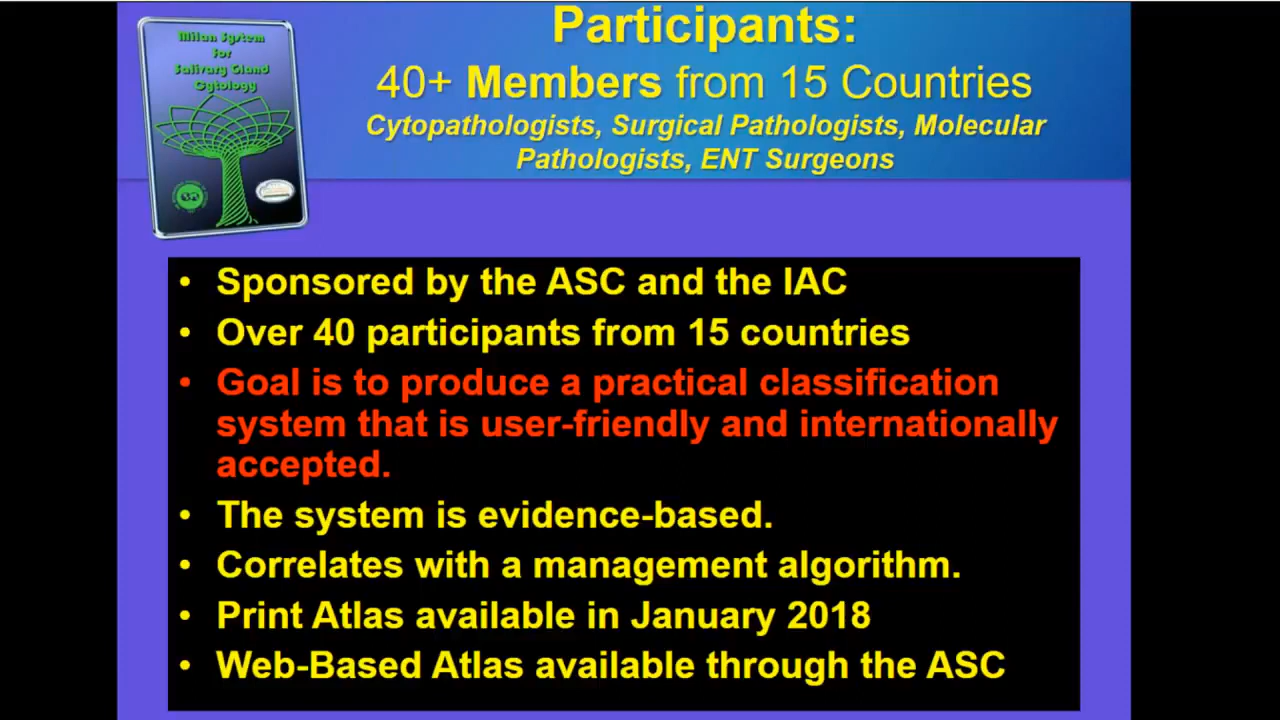 Milan System
for
Salivary Gland
Cytology
Participants:
40+ Members from 15 Countries
Cytopathologists, Surgical Pathologists, Molecular
Pathologists, ENT Surgeons
• Sponsored by the ASC and the IAC
• Over 40 participants from 15 countries
• Goal is to produce a practical classification
system that is user-friendly and internationally
accepted.
• The system is evidence-based.
• Correlates with a management algorithm.
• Print Atlas available in January 2018
• Web-Based Atlas available through the ASC